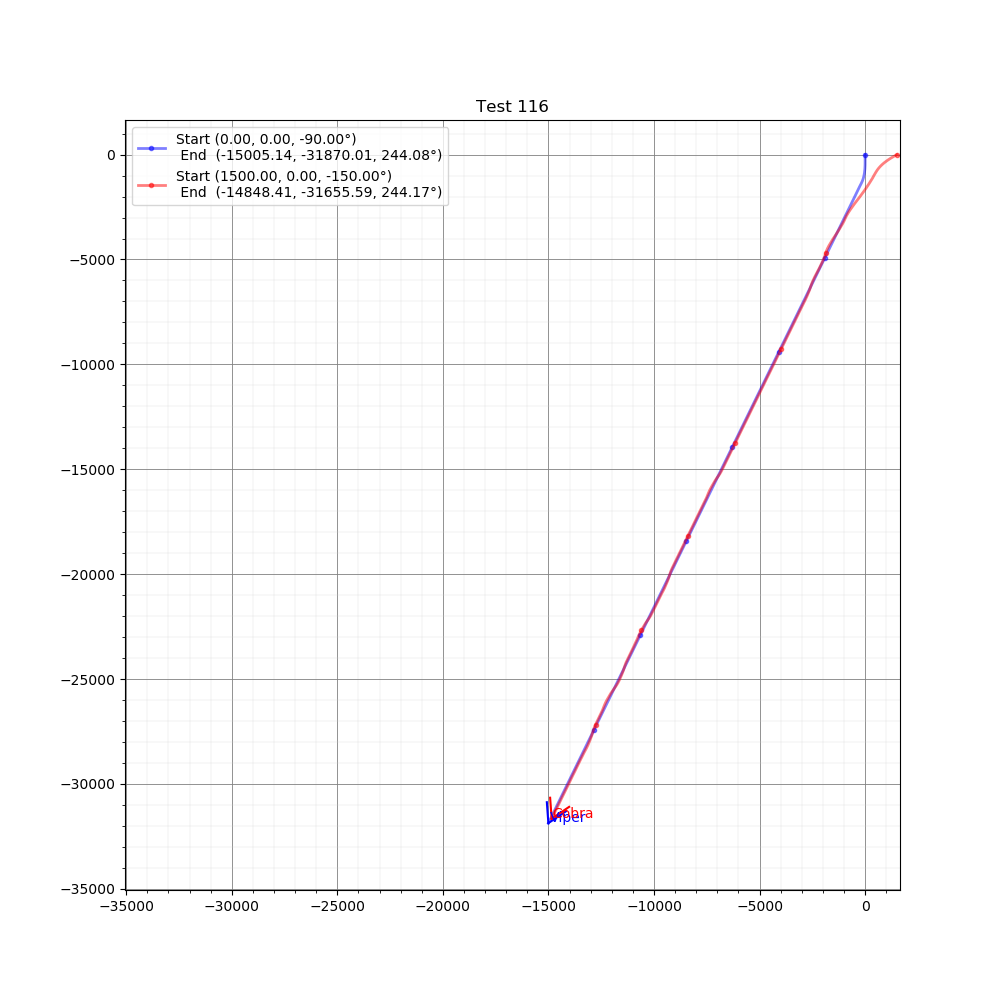 Test 116
Start (0.00, 0.00, -90.00°)
End (-15005.14, -31870.01, 244.08°)
Start (1500.00, 0.00, -150.00°)
End (-14848.41, -31655.59, 244.17°)
0
−5000
−10000
−15000
−20000
−25000
−30000
−35000
Cobra
Viper
−35000 −30000 −25000 −20000 −15000 −10000 −5000 0